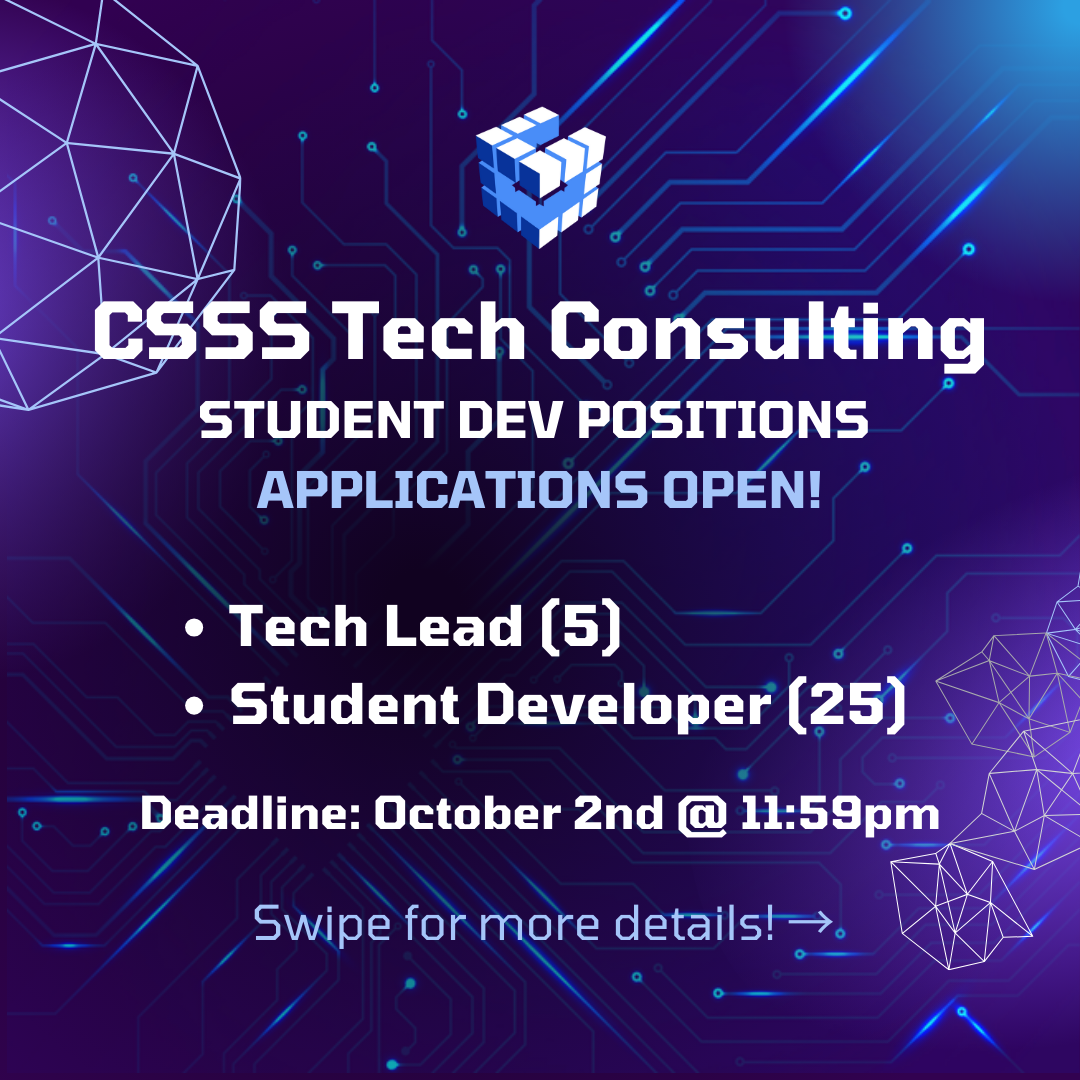 CSSS Tech Consulting
STUDENT DEV POSITIONS
APPLICATIONS OPEN!
• Tech Lead (5)
• Student Developer (25)
Deadline: October 2nd @ 11:59pm
Swipe for more details! →